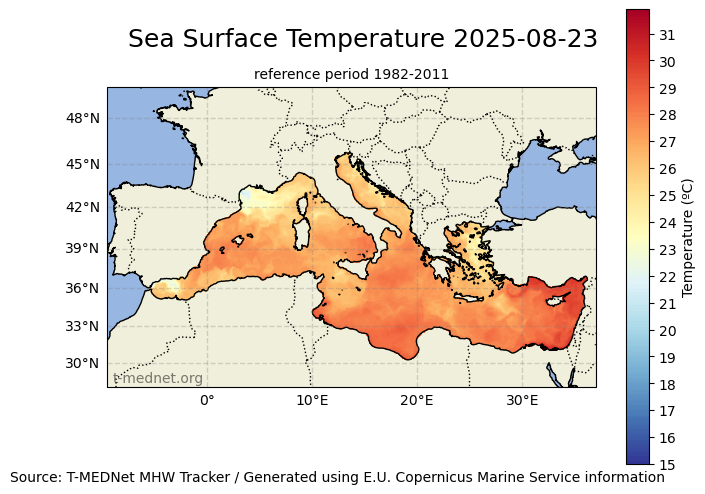 Sea Surface Temperature 2025-08-23
reference period 1982-2011
48°N
45°N
42°N
39°N
36°N
33°N
30°N
0°
10°E
20°E
30°E
t-mednet.org
31
30
29
28
27
26
25
24
23
22
21
20
19
18
17
16
15
Temperature (ºC)
Source: T-MEDNet MHW Tracker / Generated using E.U. Copernicus Marine Service information